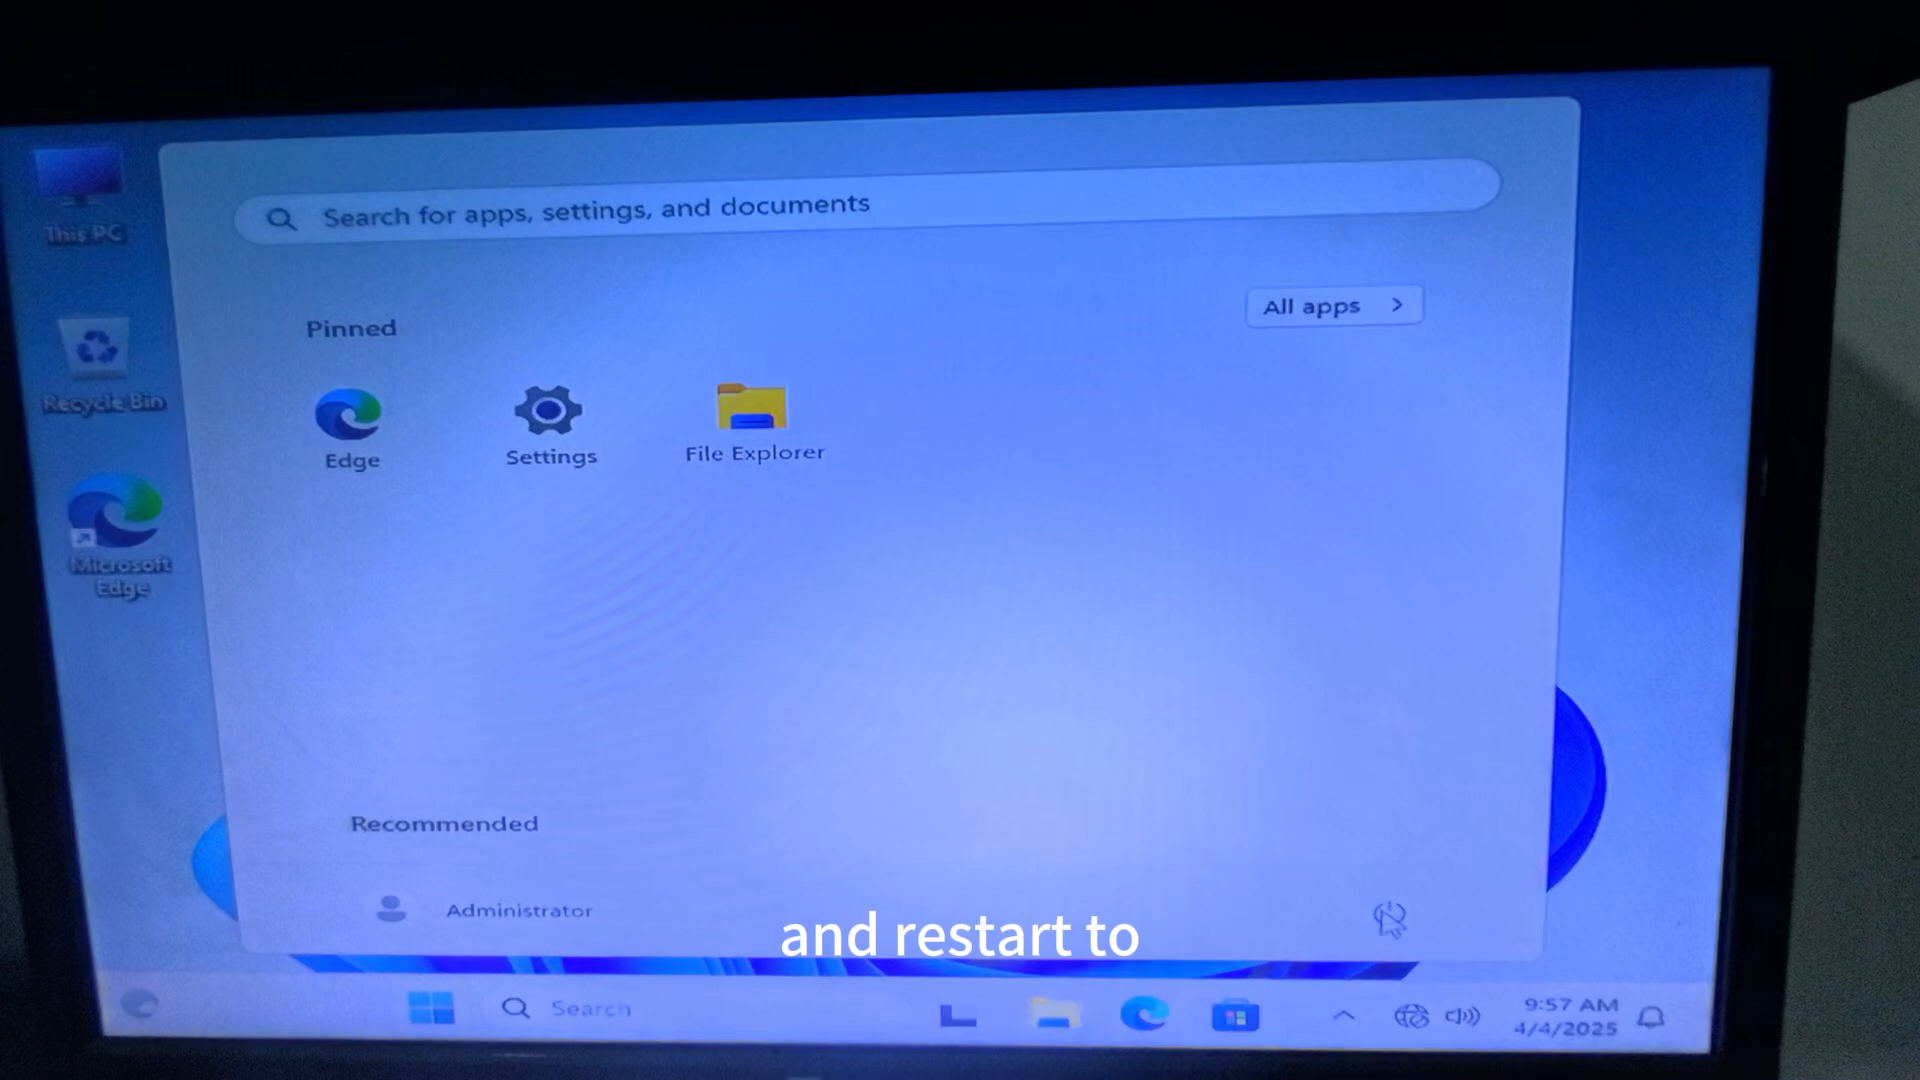 This PC
Recycle Bin
Microsoft
Edge
Search for apps, settings, and documents
Pinned
All apps
Edge
Settings
File Explorer
Recommended
Administrator
and restart to
Search
9:57 AM
4/4/2025